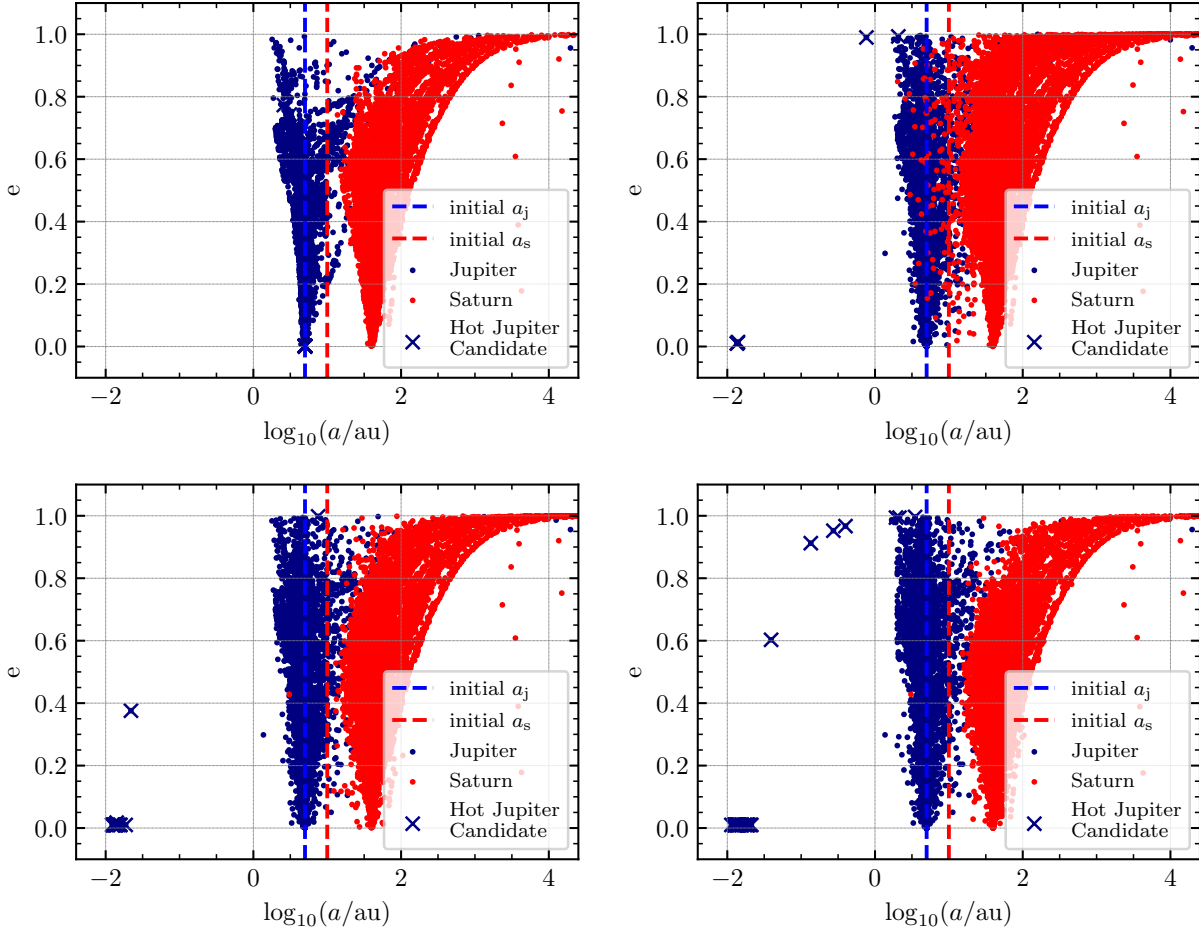 1.0
0.8
0.6
0.4
0.2
0.0
e
−2
0
2
4
log₁₀(a/au)
initial aⱼ
initial aₛ
Jupiter
Saturn
Hot Jupiter
Candidate
1.0
0.8
0.6
0.4
0.2
0.0
e
−2
0
2
4
log₁₀(a/au)
initial aⱼ
initial aₛ
Jupiter
Saturn
Hot Jupiter
Candidate
1.0
0.8
0.6
0.4
0.2
0.0
e
−2
0
2
4
log₁₀(a/au)
initial aⱼ
initial aₛ
Jupiter
Saturn
Hot Jupiter
Candidate
1.0
0.8
0.6
0.4
0.2
0.0
e
−2
0
2
4
log₁₀(a/au)
initial aⱼ
initial aₛ
Jupiter
Saturn
Hot Jupiter
Candidate